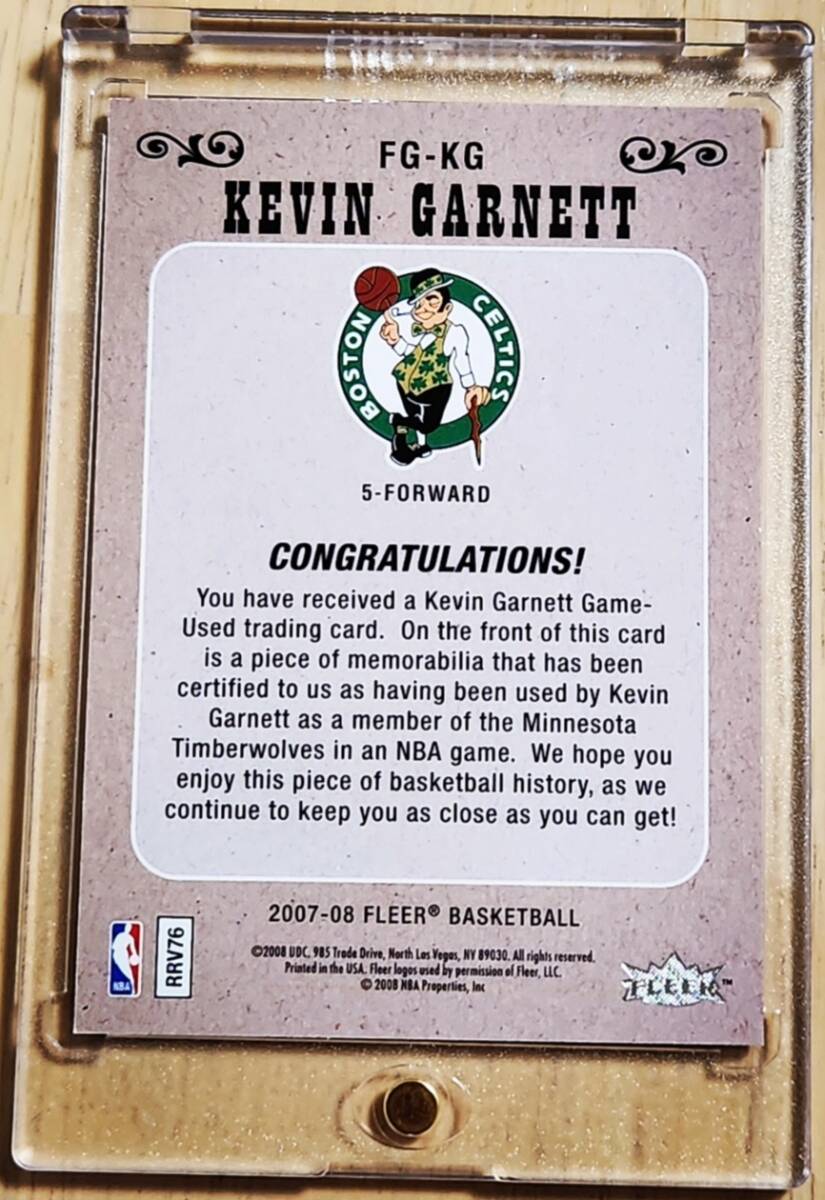 FG-KG
KEVIN GARNETT
BOSTON CELTICS
5-FORWARD
CONGRATULATIONS!
You have received a Kevin Garnett Game-
Used trading card. On the front of this card
is a piece of memorabilia that has been
certified to us as having been used by Kevin
Garnett as a member of the Minnesota
Timberwolves in an NBA game. We hope you
enjoy this piece of basketball history, as we
continue to keep you as close as you can get!
2007-08 FLEER® BASKETBALL
©2008 UDC, 985 Trade Drive, North Las Vegas, NV 89030. All rights reserved.
Printed in the USA. Fleer logos used by permission of Fleer, LLC.
© 2008 NBA Properties, Inc
NBA
RRV76
FLEER™